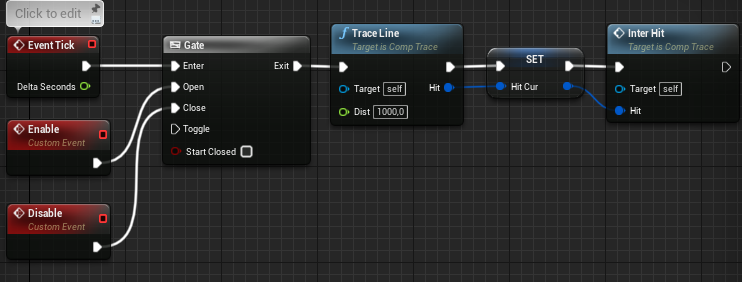 Click to edit
Event Tick
Delta Seconds
Enable
Custom Event
Disable
Custom Event
Gate
Enter
Exit
Open
Close
Toggle
Start Closed
Trace Line
Target is Comp Trace
Target self
Hit
Dist 1000,0
SET
Hit Cur
Inter Hit
Target is Comp Trace
Target self
Hit